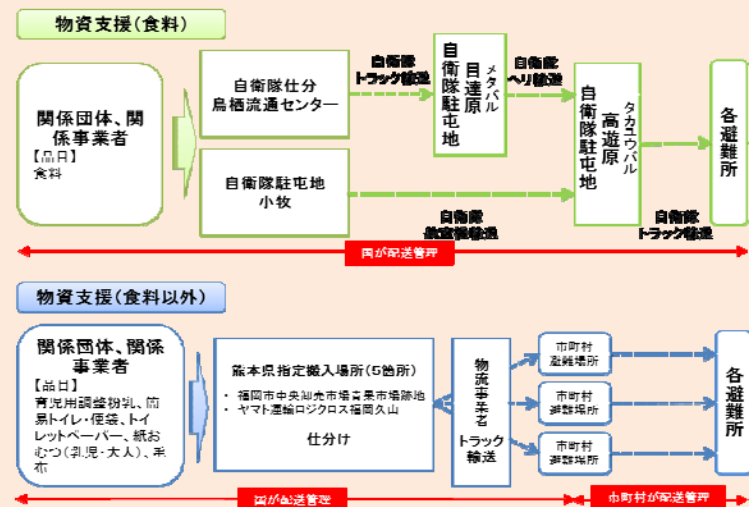 物資支援(食料)
関係団体、関
係事業者
【品目】
食料
自衛隊仕分
鳥栖流通センター
自衛隊駐屯地
小牧
自衛隊
トラック輸送
自衛隊駐屯地
目達原
メタバル
自衛隊
ヘリ輸送
自衛隊駐屯地
高遊原
タカユウバル
自衛隊
航空機輸送
自衛隊
トラック輸送
各避難所
国が配送管理
物資支援(食料以外)
関係団体、関係
事業者
【品目】
育児用調整粉乳、簡
易トイレ・便袋、トイ
レットペーパー、紙お
むつ(乳児・大人)、毛
布
熊本県指定搬入場所(5箇所)
・ 福岡市中央卸売市場青果市場跡地
・ ヤマト運輸ロジクロス福岡久山
仕分け
物流事業者
トラック
輸送
市町村
避難場所
市町村
避難場所
市町村
避難場所
各避難所
国が配送管理
市町村が配送管理